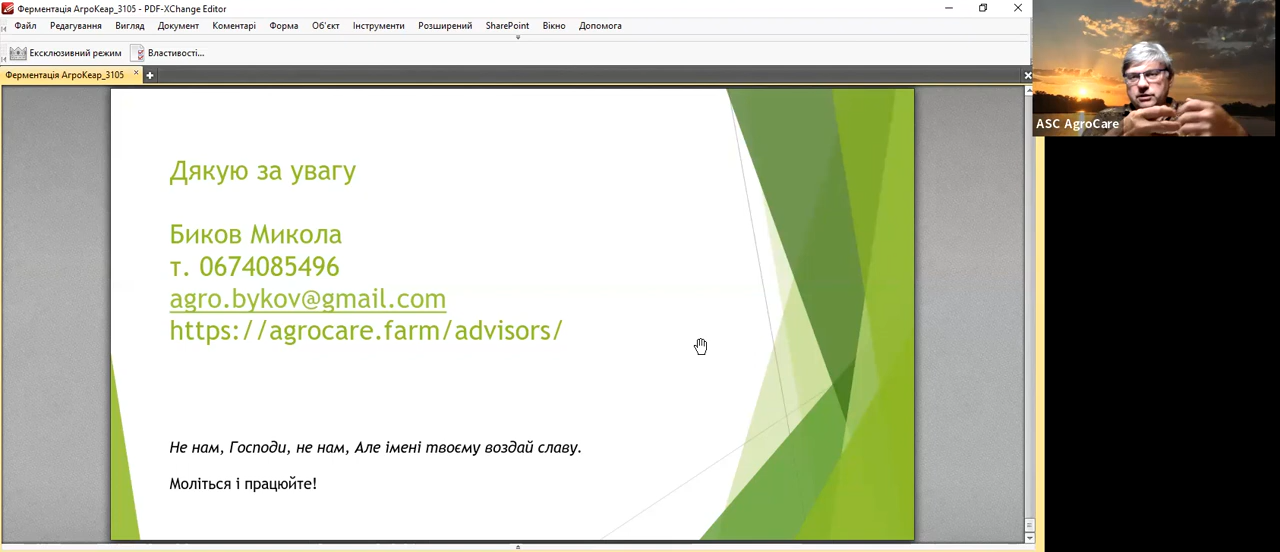 Ферментація АгроКеар_3105 - PDF-XChange Editor
Файл Редагування Вигляд Документ Коментарі Форма Об'єкт Інструменти Розширений SharePoint Вікно Допомога
Ексклюзивний режим Властивості...
Ферментація АгроКеар_3105
ASC AgroCare
Дякую за увагу
Биков Микола
т. 0674085496
agro.bykov@gmail.com
https://agrocare.farm/advisors/
Не нам, Господи, не нам, Але імені твоєму воздай славу.
Моліться і працюйте!